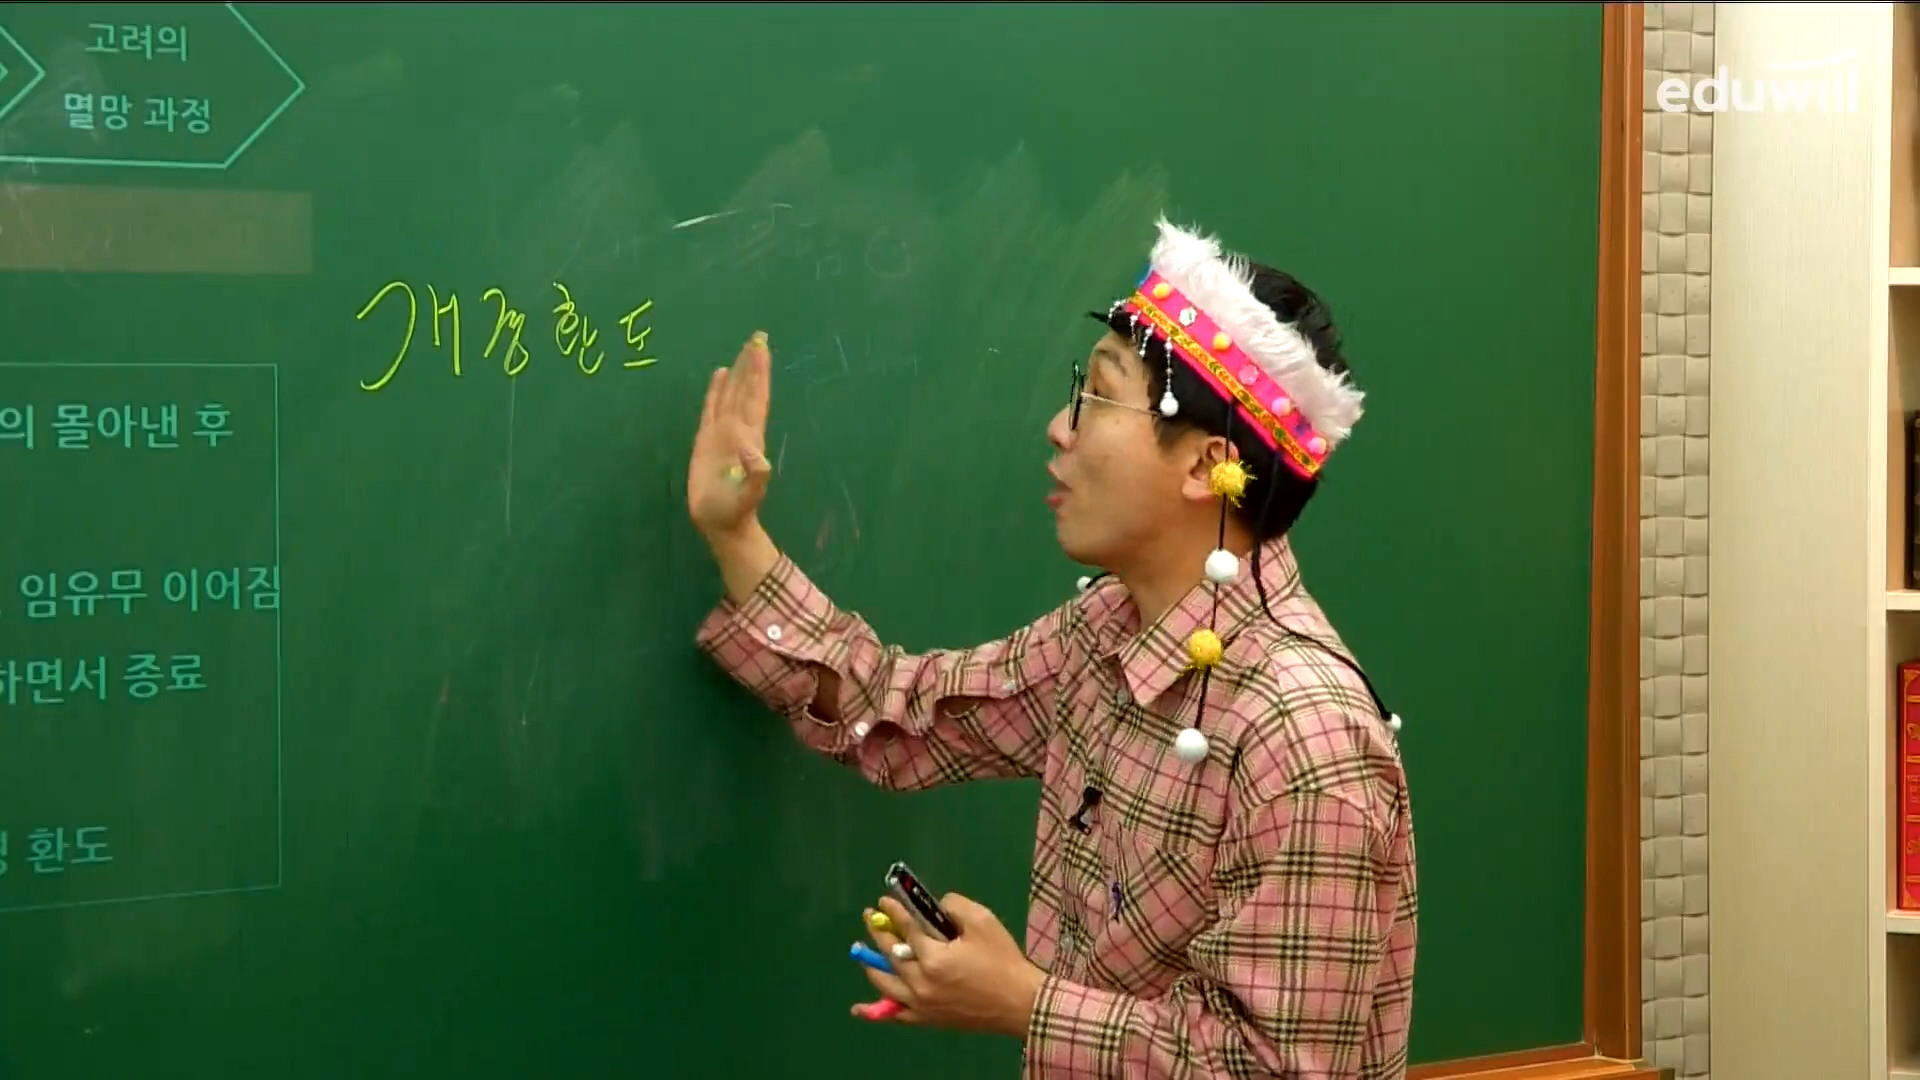 고려의
멸망 과정
eduwill
개경환도
의 몰아낸 후
임유무 이어짐
하면서 종료
환도